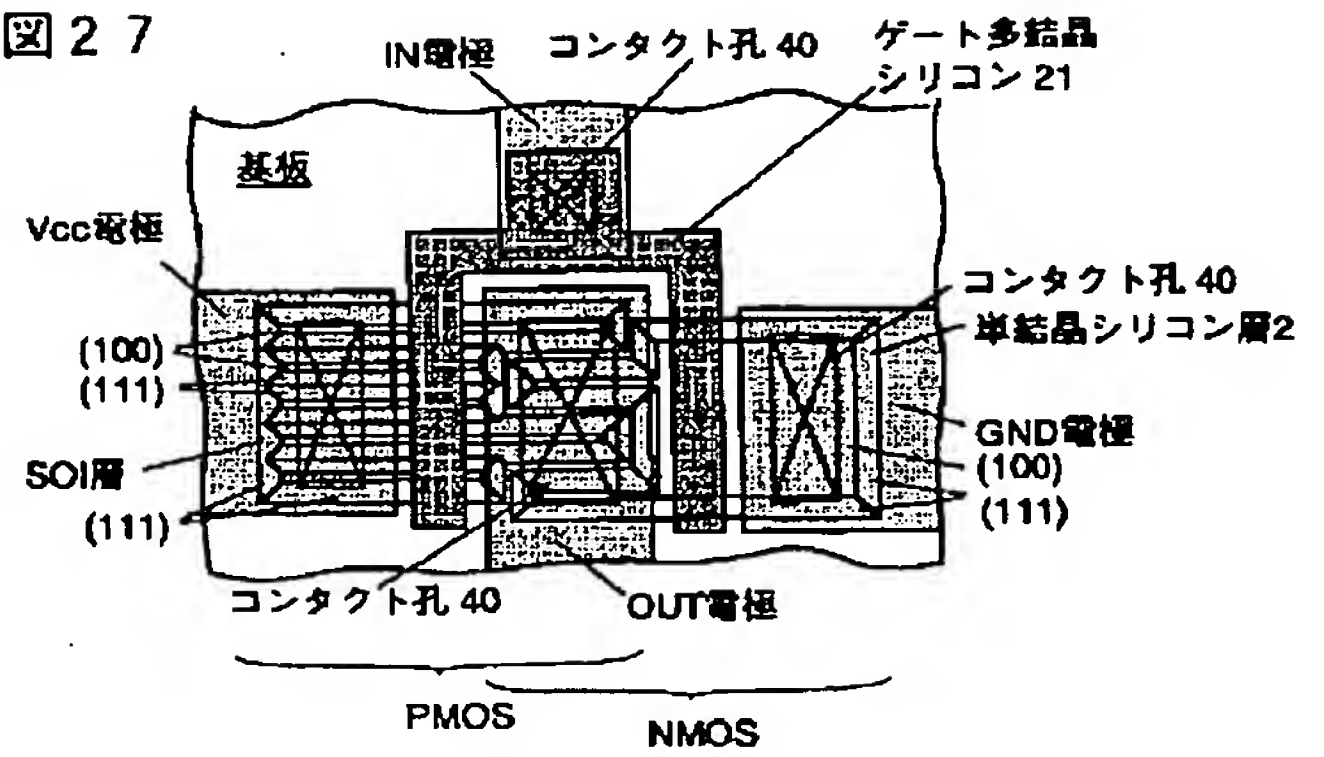 図27
IN電極
コンタクト孔 40
ゲート多結晶
シリコン 21
基板
Vcc電極
コンタクト孔 40
単結晶シリコン層2
(100)
(111)
GND電極
SOI層
(100)
(111)
(111)
コンタクト孔 40
OUT電極
PMOS
NMOS